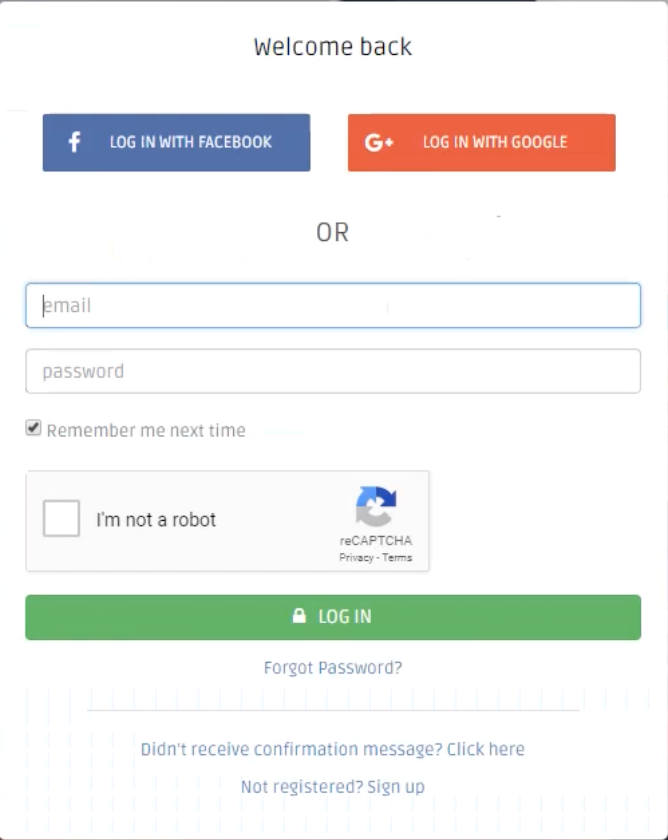 Welcome back
LOG IN WITH FACEBOOK
G+ LOG IN WITH GOOGLE
OR
email
password
Remember me next time
I'm not a robot
reCAPTCHA
Privacy - Terms
LOG IN
Forgot Password?
Didn't receive confirmation message? Click here
Not registered? Sign up